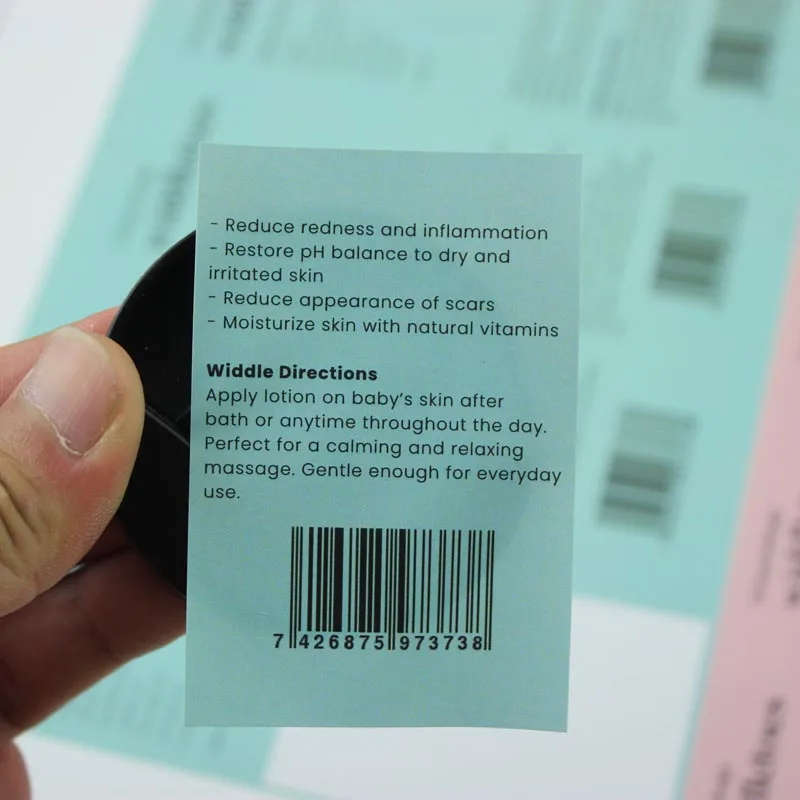 - Reduce redness and inflammation
- Restore pH balance to dry and
irritated skin
- Reduce appearance of scars
- Moisturize skin with natural vitamins
Widdle Directions
Apply lotion on baby's skin after
bath or anytime throughout the day.
Perfect for a calming and relaxing
massage. Gentle enough for everyday
use.
7 426875 973738